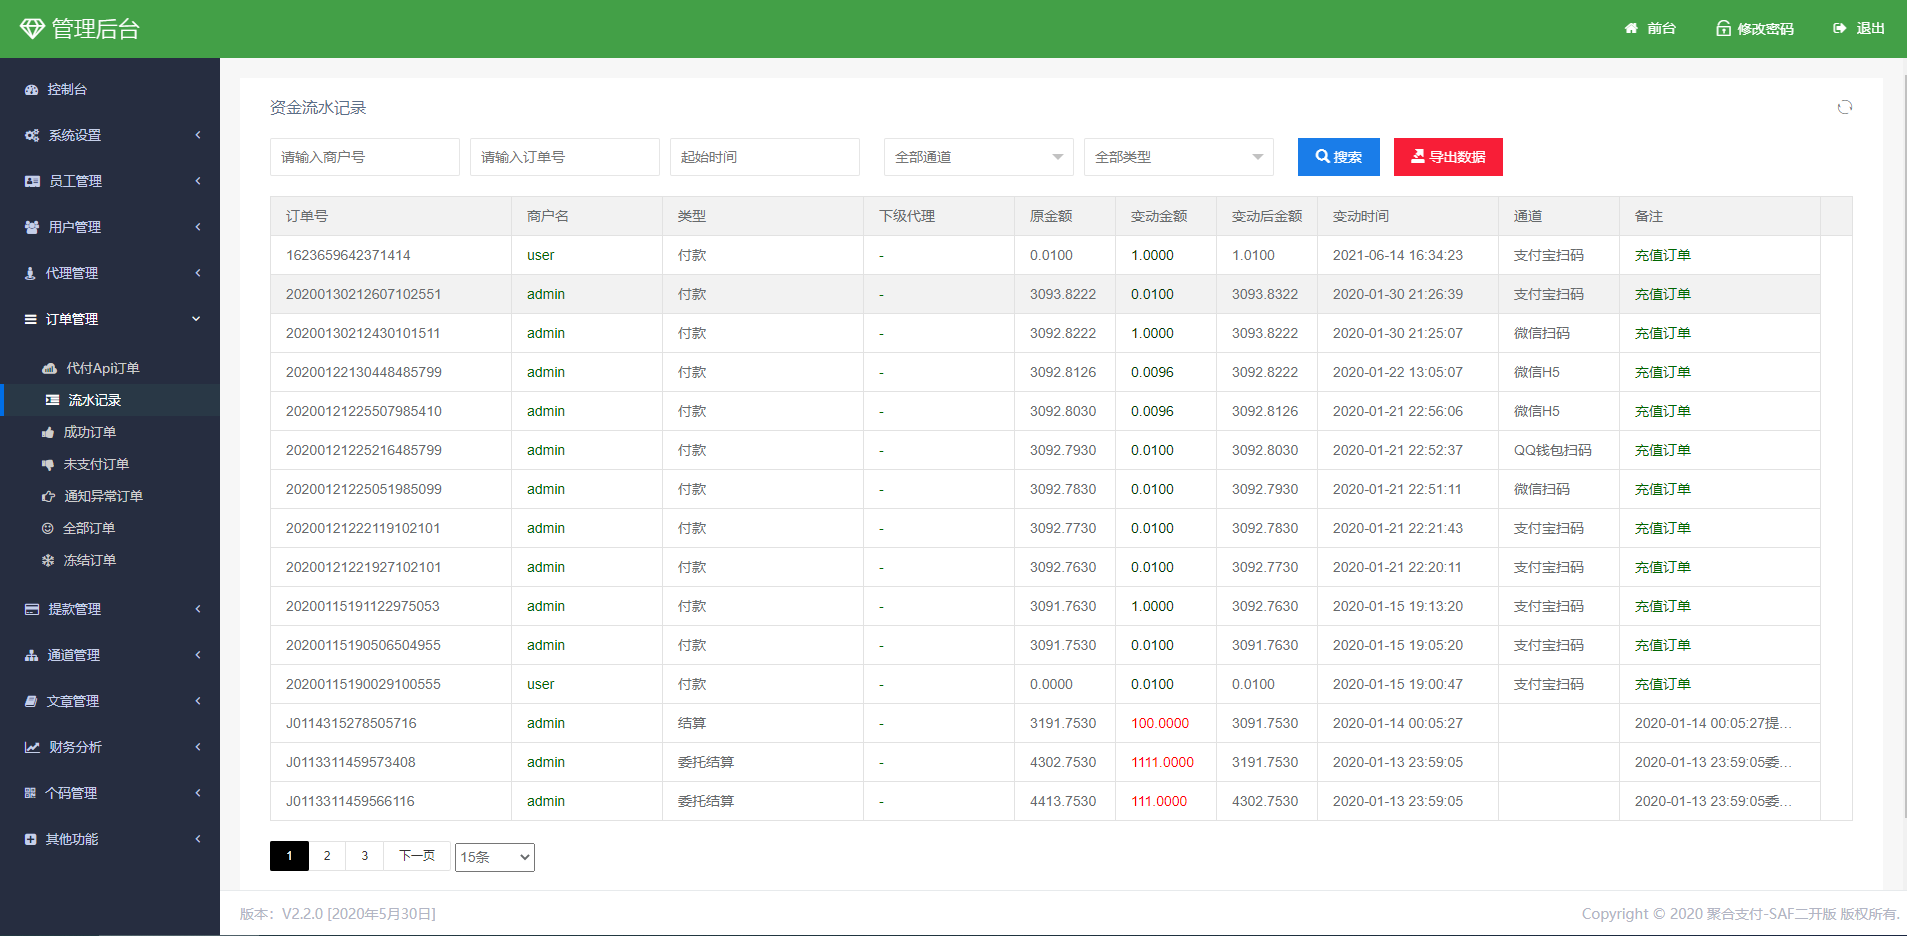 管理后台
前台 修改密码 退出
控制台
系统设置
员工管理
用户管理
代理管理
订单管理
代付Api订单
流水记录
成功订单
未支付订单
通知异常订单
全部订单
冻结订单
提款管理
通道管理
文章管理
财务分析
个码管理
其他功能
资金流水记录
请输入商户号 请输入订单号 起始时间 全部通道 全部类型 搜索 导出数据
订单号 商户名 类型 下级代理 原金额 变动金额 变动后金额 变动时间 通道 备注
1623659642371414 user 付款 - 0.0100 1.0000 1.0100 2021-06-14 16:34:23 支付宝扫码 充值订单
20200130212607102551 admin 付款 - 3093.8222 0.0100 3093.8322 2020-01-30 21:26:39 支付宝扫码 充值订单
20200130212430101511 admin 付款 - 3092.8222 1.0000 3093.8222 2020-01-30 21:25:07 微信扫码 充值订单
20200122130448485799 admin 付款 - 3092.8126 0.0096 3092.8222 2020-01-22 13:05:07 微信H5 充值订单
20200121225507985410 admin 付款 - 3092.8030 0.0096 3092.8126 2020-01-21 22:56:06 微信H5 充值订单
20200121225216485799 admin 付款 - 3092.7930 0.0100 3092.8030 2020-01-21 22:52:37 QQ钱包扫码 充值订单
20200121225051985099 admin 付款 - 3092.7830 0.0100 3092.7930 2020-01-21 22:51:11 微信扫码 充值订单
20200121222119102101 admin 付款 - 3092.7730 0.0100 3092.7830 2020-01-21 22:21:43 支付宝扫码 充值订单
20200121221927102101 admin 付款 - 3092.7630 0.0100 3092.7730 2020-01-21 22:20:11 支付宝扫码 充值订单
20200115191122975053 admin 付款 - 3091.7630 1.0000 3092.7630 2020-01-15 19:13:20 支付宝扫码 充值订单
20200115190506504955 admin 付款 - 3091.7530 0.0100 3091.7630 2020-01-15 19:05:20 支付宝扫码 充值订单
20200115190029100555 user 付款 - 0.0000 0.0100 0.0100 2020-01-15 19:00:47 支付宝扫码 充值订单
J0114315278505716 admin 结算 - 3191.7530 100.0000 3091.7530 2020-01-14 00:05:27 2020-01-14 00:05:27提...
J0113311459573408 admin 委托结算 - 4302.7530 1111.0000 3191.7530 2020-01-13 23:59:05 2020-01-13 23:59:05委...
J0113311459566116 admin 委托结算 - 4413.7530 111.0000 4302.7530 2020-01-13 23:59:05 2020-01-13 23:59:05委...
1 2 3 下一页 15条
版本：V2.2.0 [2020年5月30日] Copyright © 2020 聚合支付-SAF二开版 版权所有.